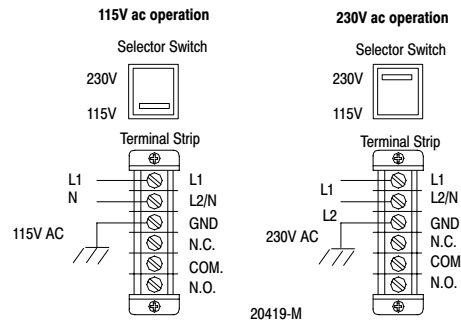 115V ac operation
Selector Switch
230V
115V
Terminal Strip
L1
N
115V AC
L1
L2/N
GND
N.C.
COM.
N.O.
230V ac operation
Selector Switch
230V
115V
Terminal Strip
L1
L2
230V AC
L1
L2/N
GND
N.C.
COM
N.O.
20419-M